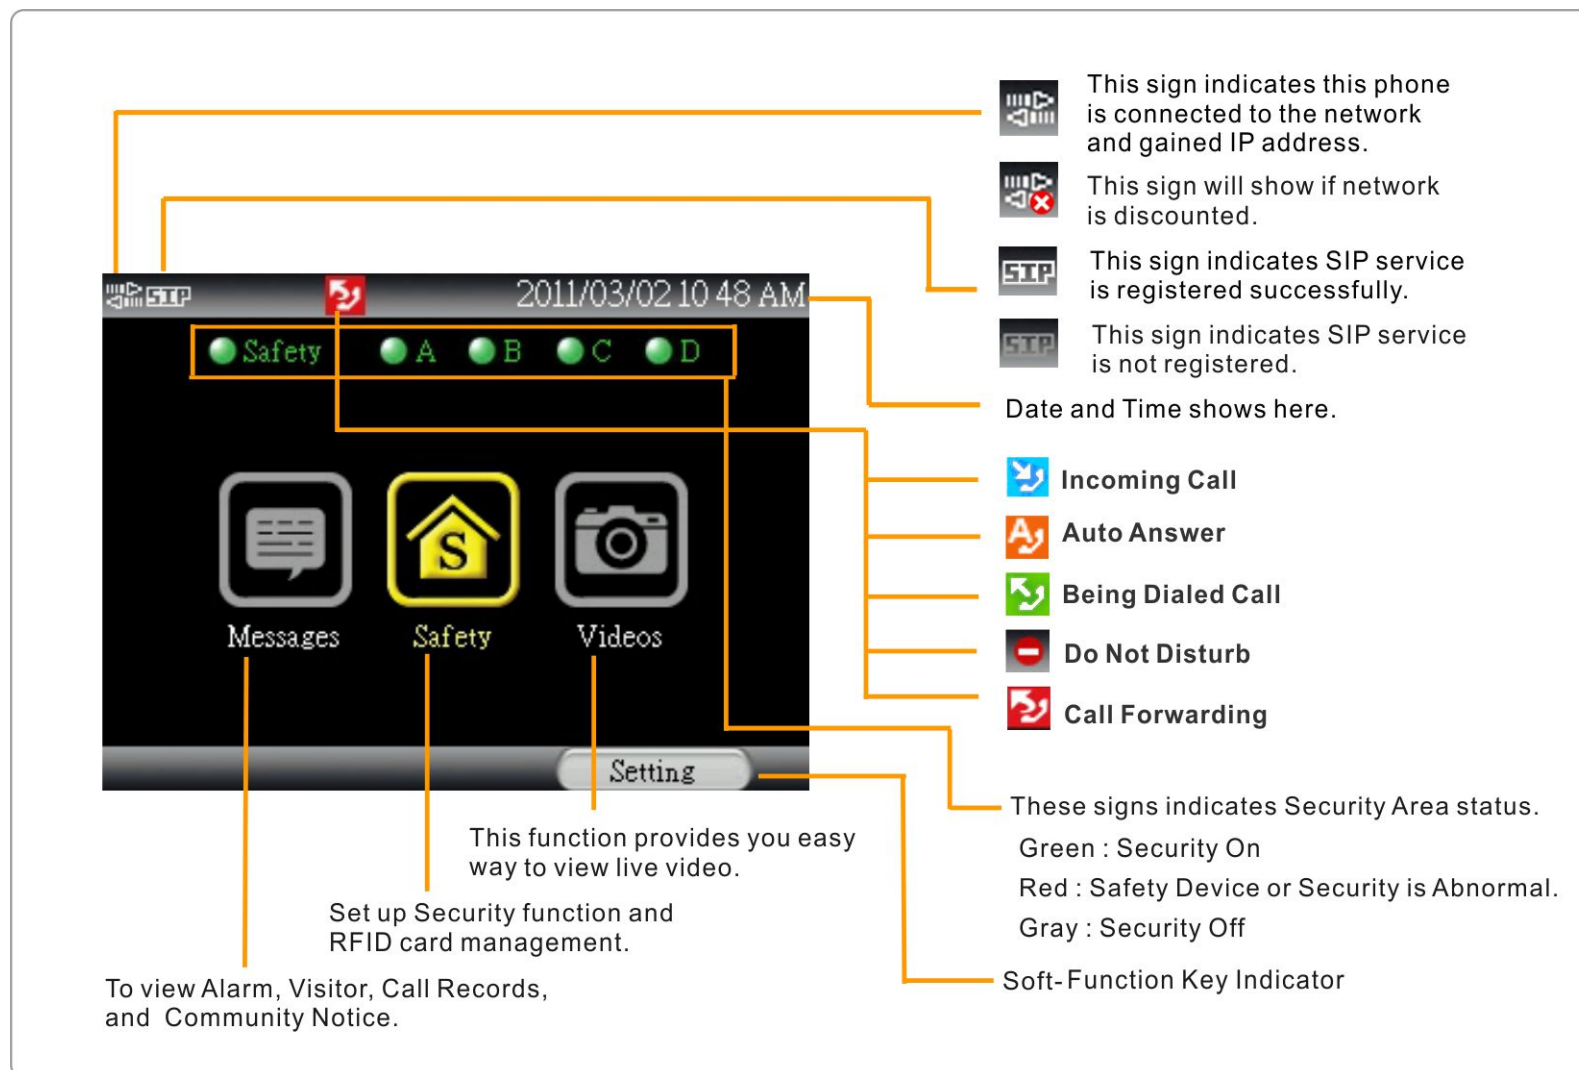 This sign indicates this phone
is connected to the network
and gained IP address.
This sign will show if network
is discounted.
SIP
This sign indicates SIP service
is registered successfully.
SIP
This sign indicates SIP service
is not registered.
Date and Time shows here.
SIP
2011/03/02 10 48 AM
Safety
A
B
C
D
S
Messages
Safety
Videos
Setting
Incoming Call
A
Auto Answer
Being Dialed Call
Do Not Disturb
Call Forwarding
These signs indicates Security Area status.
Green : Security On
Red : Safety Device or Security is Abnormal.
Gray : Security Off
Soft-Function Key Indicator
This function provides you easy
way to view live video.
Set up Security function and
RFID card management.
To view Alarm, Visitor, Call Records,
and Community Notice.